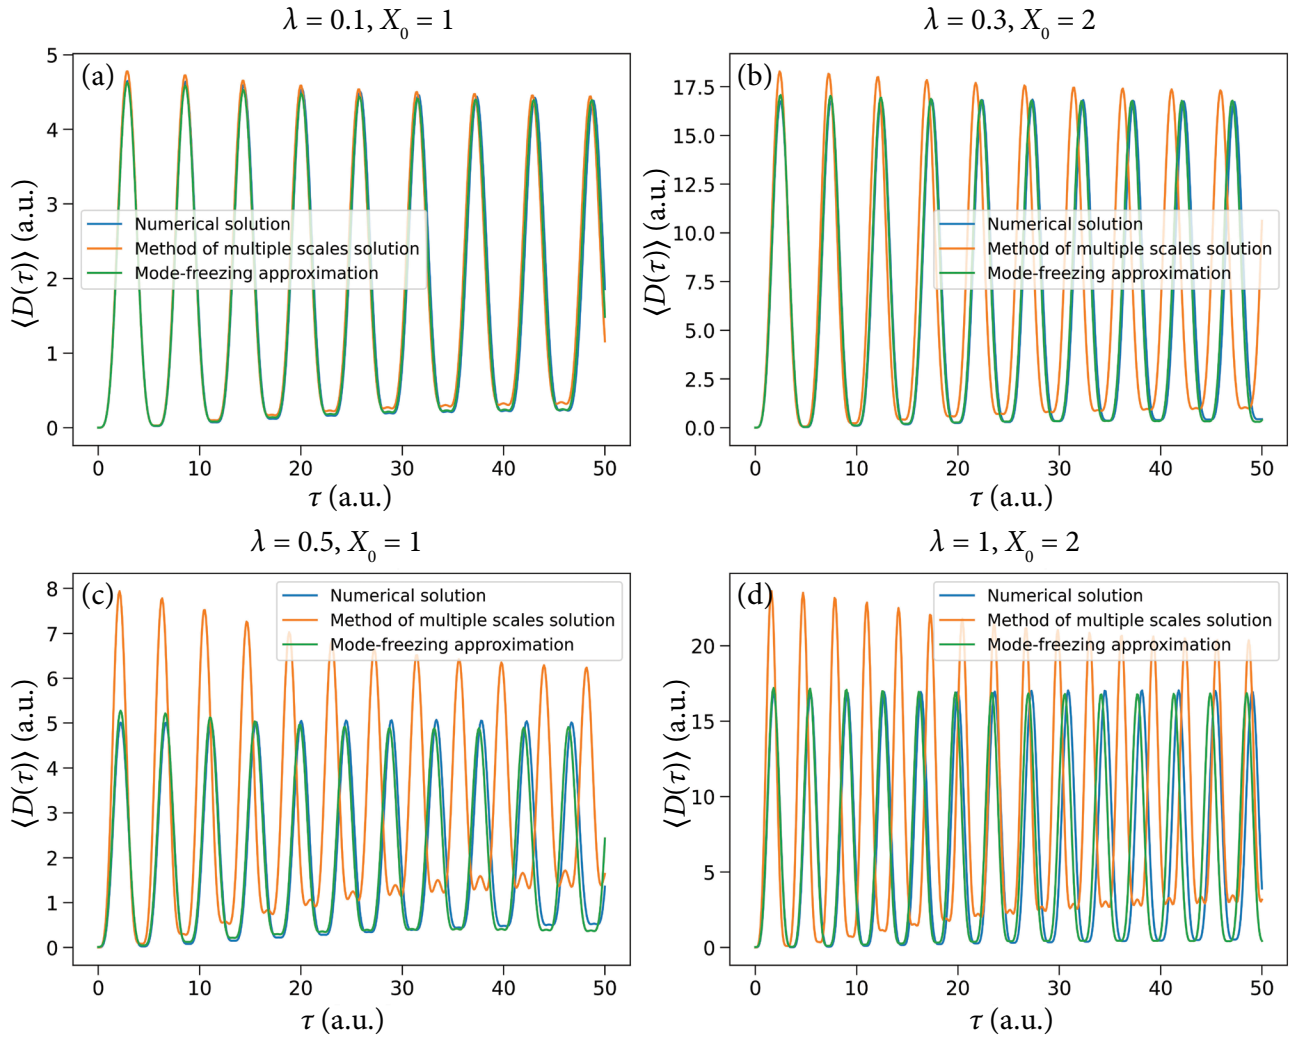 λ = 0.1, X₀ = 1
(a)
5
4
3
2
1
0
⟨D(τ)⟩ (a.u.)
Numerical solution
Method of multiple scales solution
Mode-freezing approximation
0 10 20 30 40 50
τ (a.u.)
λ = 0.3, X₀ = 2
(b)
17.5
15.0
12.5
10.0
7.5
5.0
2.5
0.0
⟨D(τ)⟩ (a.u.)
Numerical solution
Method of multiple scales solution
Mode-freezing approximation
0 10 20 30 40 50
τ (a.u.)
λ = 0.5, X₀ = 1
(c)
8
7
6
5
4
3
2
1
0
⟨D(τ)⟩ (a.u.)
Numerical solution
Method of multiple scales solution
Mode-freezing approximation
0 10 20 30 40 50
τ (a.u.)
λ = 1, X₀ = 2
(d)
20
15
10
5
0
⟨D(τ)⟩ (a.u.)
Numerical solution
Method of multiple scales solution
Mode-freezing approximation
0 10 20 30 40 50
τ (a.u.)